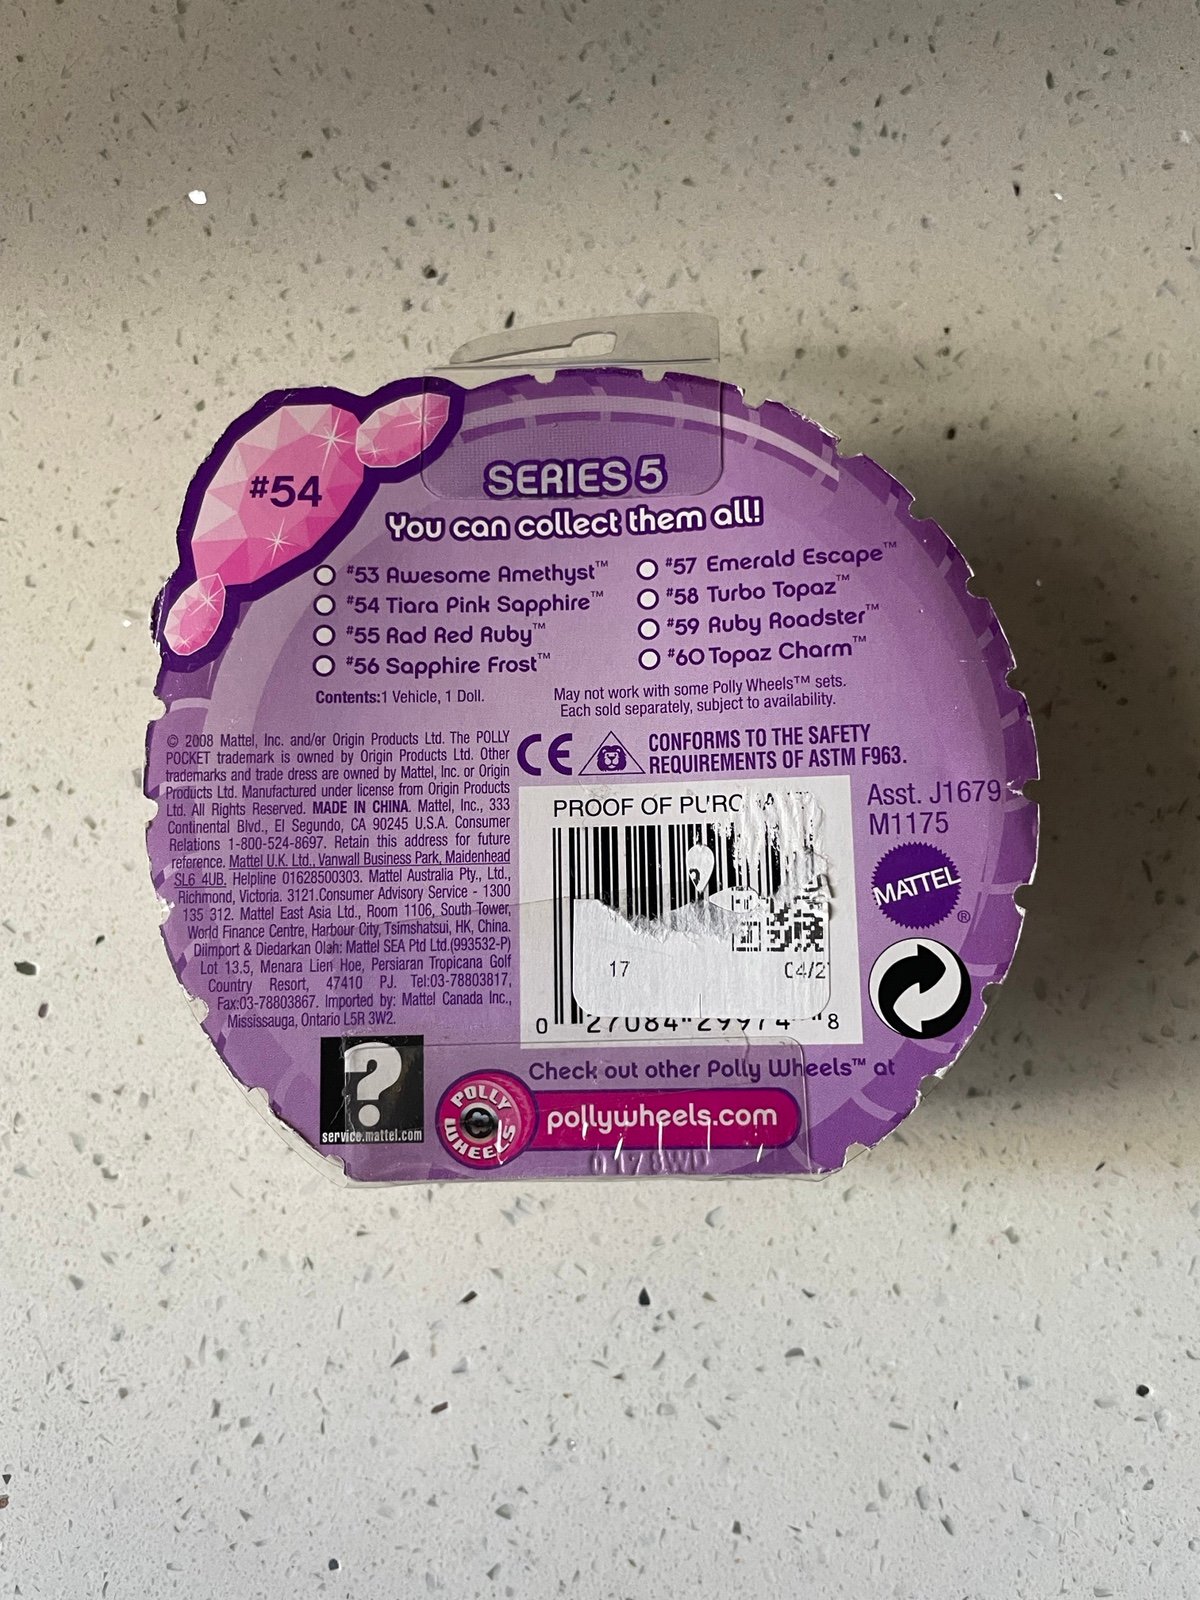 #54
SERIES 5
You can collect them all!
#53 Awesome Amethyst™
#54 Tiara Pink Sapphire™
#55 Rad Red Ruby™
#56 Sapphire Frost™
#57 Emerald Escape™
#58 Turbo Topaz™
#59 Ruby Roadster™
#60 Topaz Charm™
Contents:1 Vehicle, 1 Doll.
May not work with some Polly Wheels™ sets.
Each sold separately, subject to availability.
© 2008 Mattel, Inc. and/or Origin Products Ltd. The POLLY
POCKET trademark is owned by Origin Products Ltd. Other
trademarks and trade dress are owned by Mattel, Inc. or Origin
Products Ltd. Manufactured under license from Origin Products
Ltd. All Rights Reserved. MADE IN CHINA. Mattel, Inc., 333
Continental Blvd., El Segundo, CA 90245 U.S.A. Consumer
Relations 1-800-524-8697. Retain this address for future
reference. Mattel U.K. Ltd., Vanwall Business Park, Maidenhead
SL6 4UB. Helpline 01628500303. Mattel Australia Pty., Ltd.,
Richmond, Victoria. 3121.Consumer Advisory Service - 1300
135 312. Mattel East Asia Ltd., Room 1106, South Tower,
World Finance Centre, Harbour City, Tsimshatsui, HK, China.
Diimport & Diedarkan Olah: Mattel SEA Ptd Ltd.(993532-P)
Lot 13.5, Menara Lien Hoe, Persiaran Tropicana Golf
Country Resort, 47410 PJ. Tel:03-78803817,
Fax:03-78803867. Imported by: Mattel Canada Inc.,
Mississauga, Ontario L5R 3W2.
CE
CONFORMS TO THE SAFETY
REQUIREMENTS OF ASTM F963.
PROOF OF
17
04/2
0 27084 29974 8
Asst. J1679
M1175
MATTEL
®
?
service.mattel.com
POLLY
WHEELS
Check out other Polly Wheels™ at
pollywheels.com